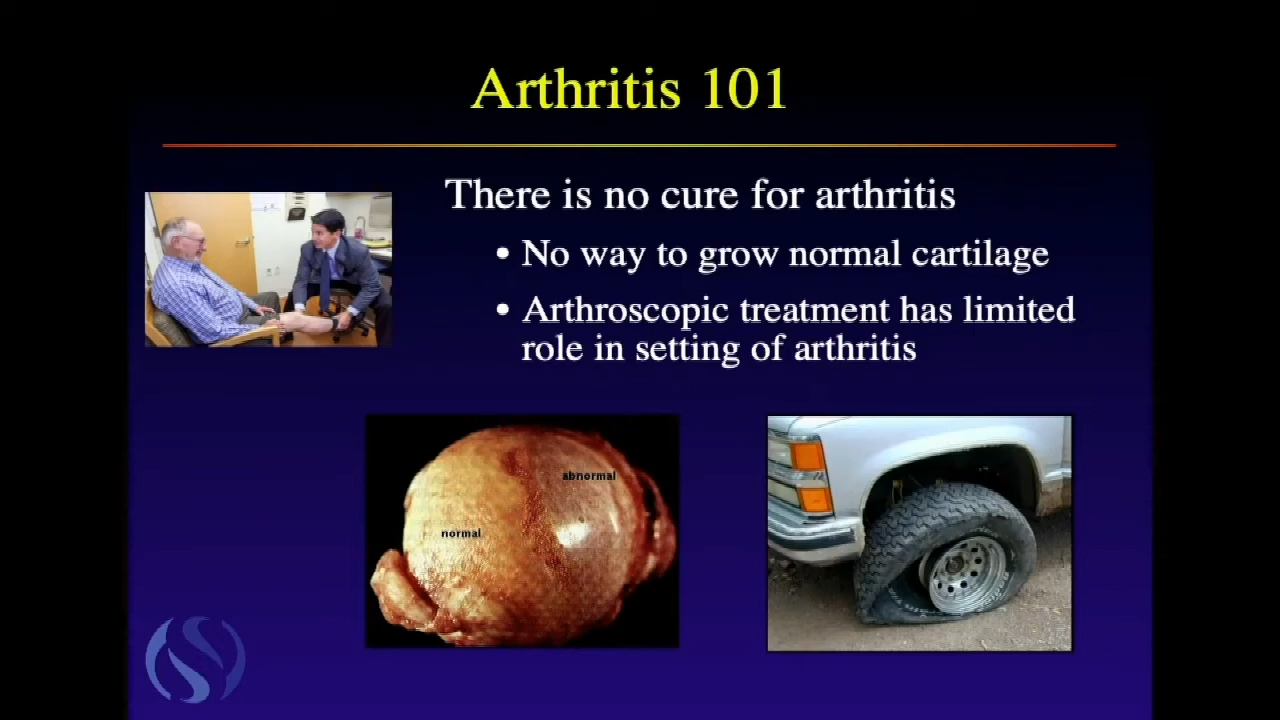 Arthritis 101
There is no cure for arthritis
• No way to grow normal cartilage
• Arthroscopic treatment has limited
role in setting of arthritis
abnormal
normal